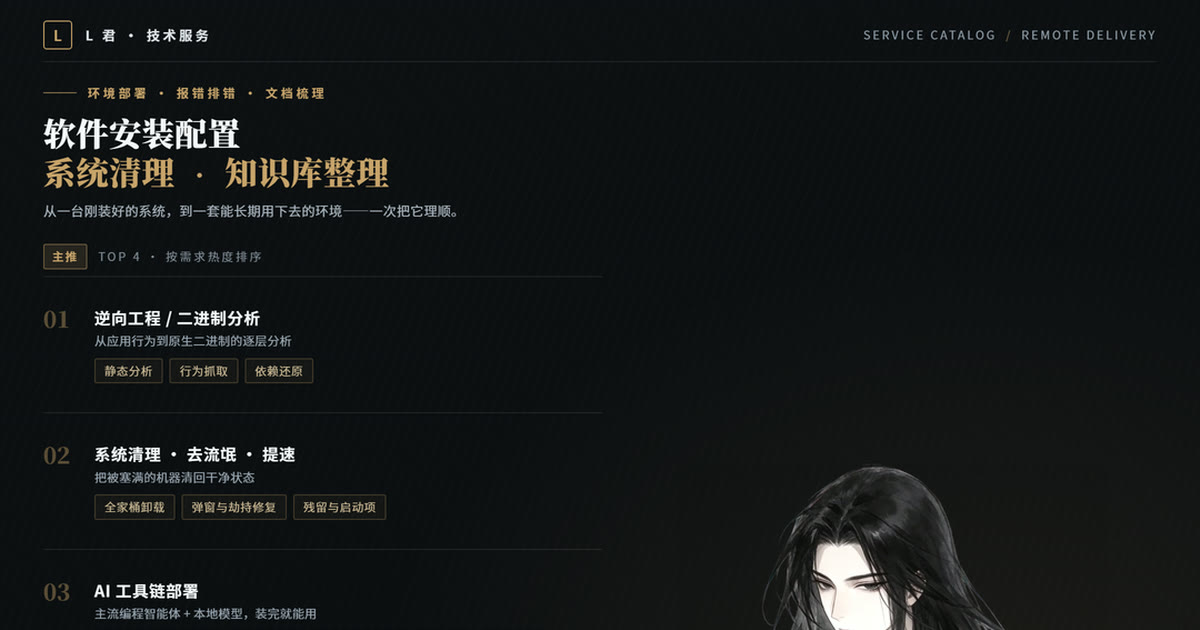 L
L 君 · 技术服务
SERVICE CATALOG / REMOTE DELIVERY
环境部署 · 报错排错 · 文档梳理
软件安装配置
系统清理 · 知识库整理
从一台刚装好的系统，到一套能长期用下去的环境——一次把它理顺。
主推 TOP 4 · 按需求热度排序
01 逆向工程 / 二进制分析
从应用行为到原生二进制的逐层分析
静态分析 行为抓取 依赖还原
02 系统清理 · 去流氓 · 提速
把被塞满的机器清回干净状态
全家桶卸载 弹窗与劫持修复 残留与启动项
03 AI 工具链部署
主流编程智能体 + 本地模型，装完就能用